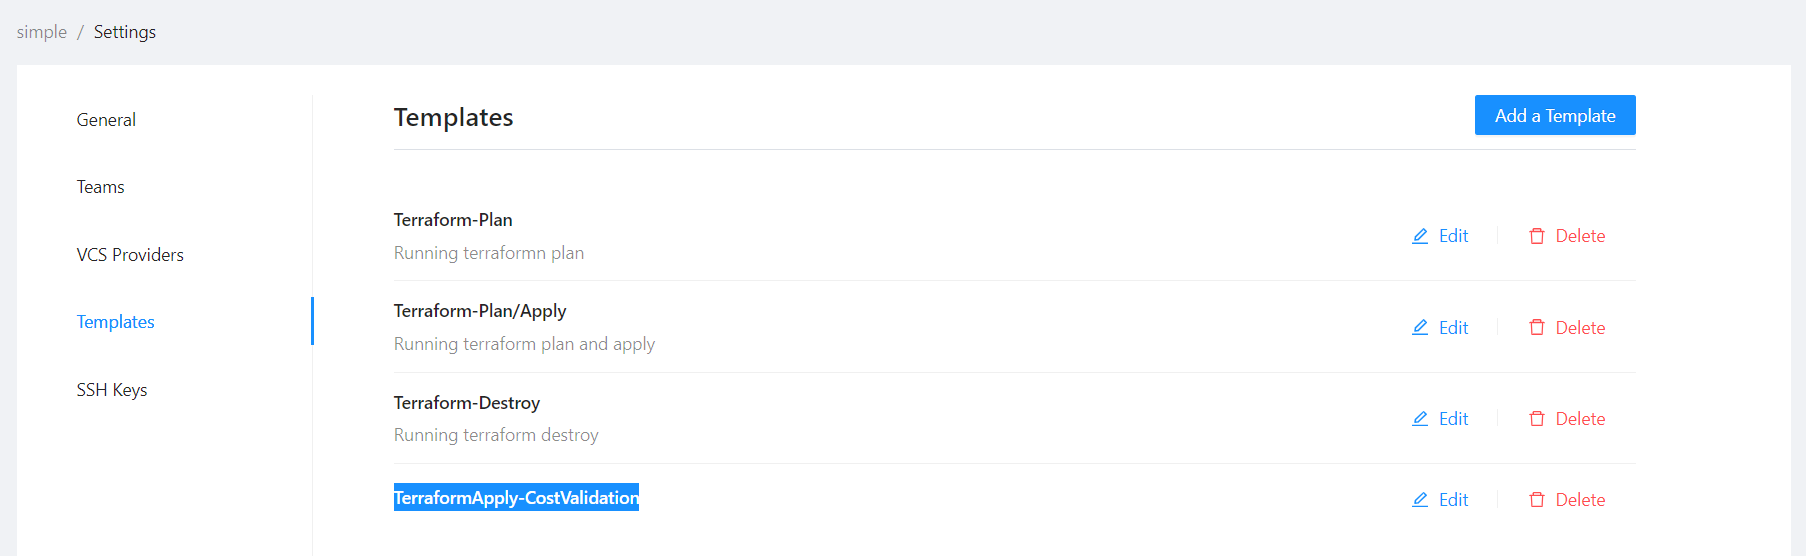 simple / Settings
General
Teams
VCS Providers
Templates
SSH Keys
Templates
Add a Template
Terraform-Plan
Running terraformn plan
Edit
Delete
Terraform-Plan/Apply
Running terraform plan and apply
Edit
Delete
Terraform-Destroy
Running terraform destroy
Edit
Delete
TerraformApply-CostValidation
Edit
Delete